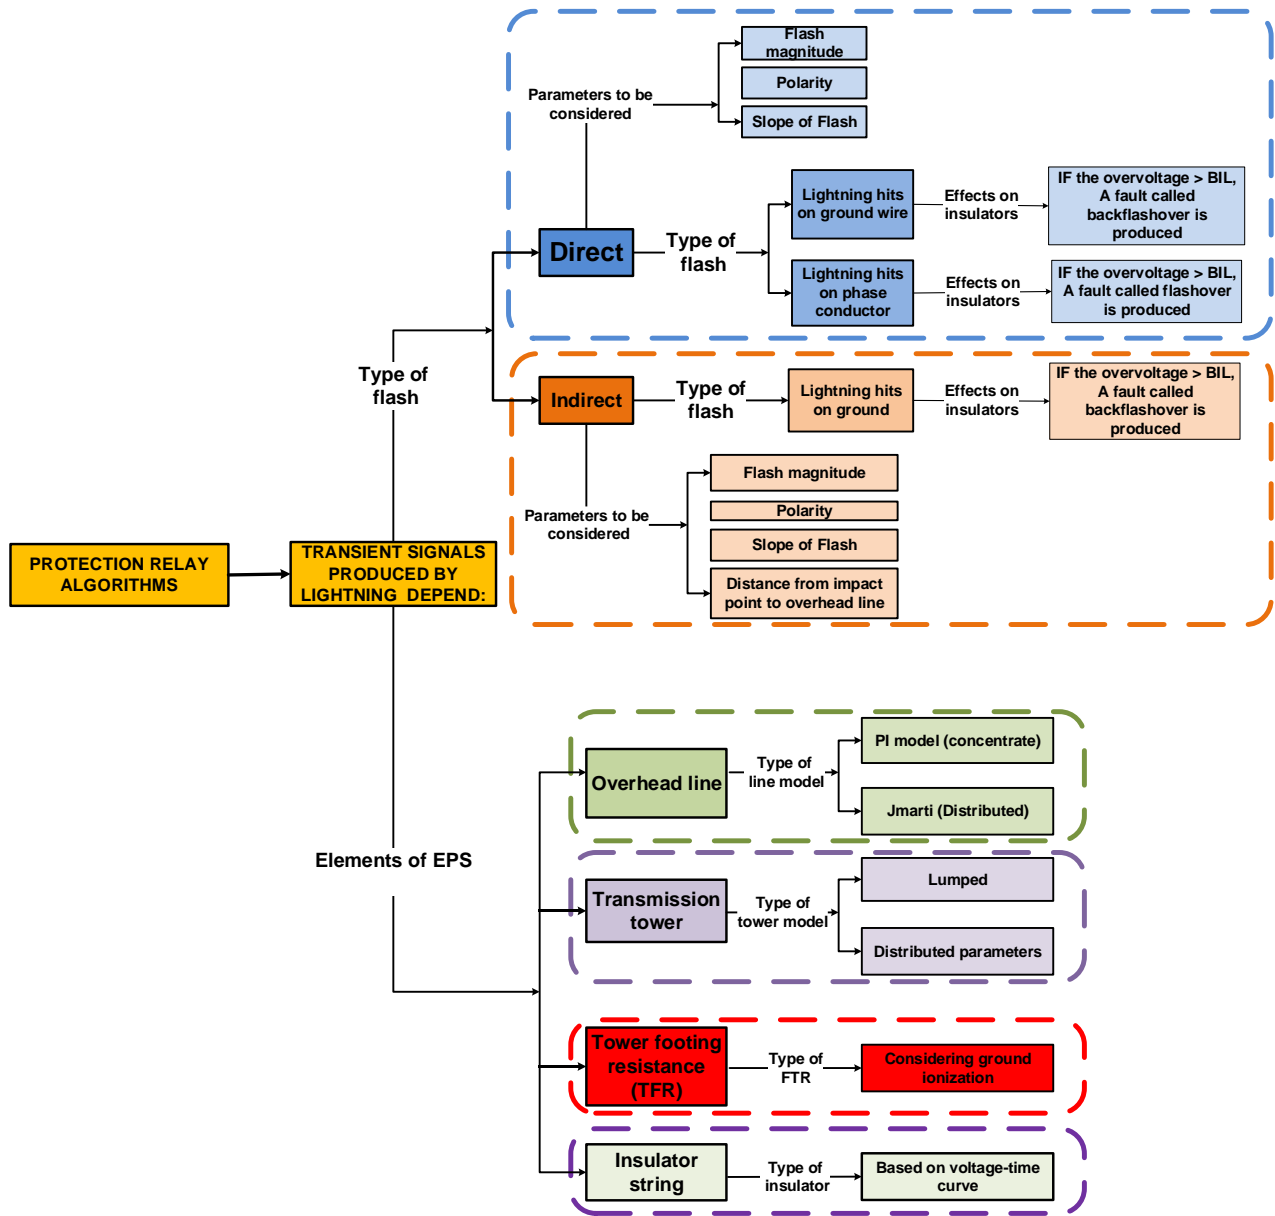 Flash
magnitude
Polarity
Slope of Flash
Parameters to be
considered
Direct
Type of
flash
Lightning hits
on ground wire
Effects on
insulators
IF the overvoltage > BIL,
A fault called
backflashover is
produced
Lightning hits
on phase
conductor
Effects on
insulators
IF the overvoltage > BIL,
A fault called flashover
is produced
Type of
flash
Indirect
Type of
flash
Lightning hits
on ground
Effects on
insulators
IF the overvoltage > BIL,
A fault called
backflashover is
produced
Parameters to be
considered
Flash magnitude
Polarity
Slope of Flash
Distance from impact
point to overhead line
PROTECTION RELAY
ALGORITHMS
TRANSIENT SIGNALS
PRODUCED BY
LIGHTNING DEPEND:
Elements of EPS
Overhead line
Type of
line model
PI model (concentrate)
Jmarti (Distributed)
Transmission
tower
Type of
tower model
Lumped
Distributed parameters
Tower footing
resistance
(TFR)
Type of
FTR
Considering ground
ionization
Insulator
string
Type of
insulator
Based on voltage-time
curve